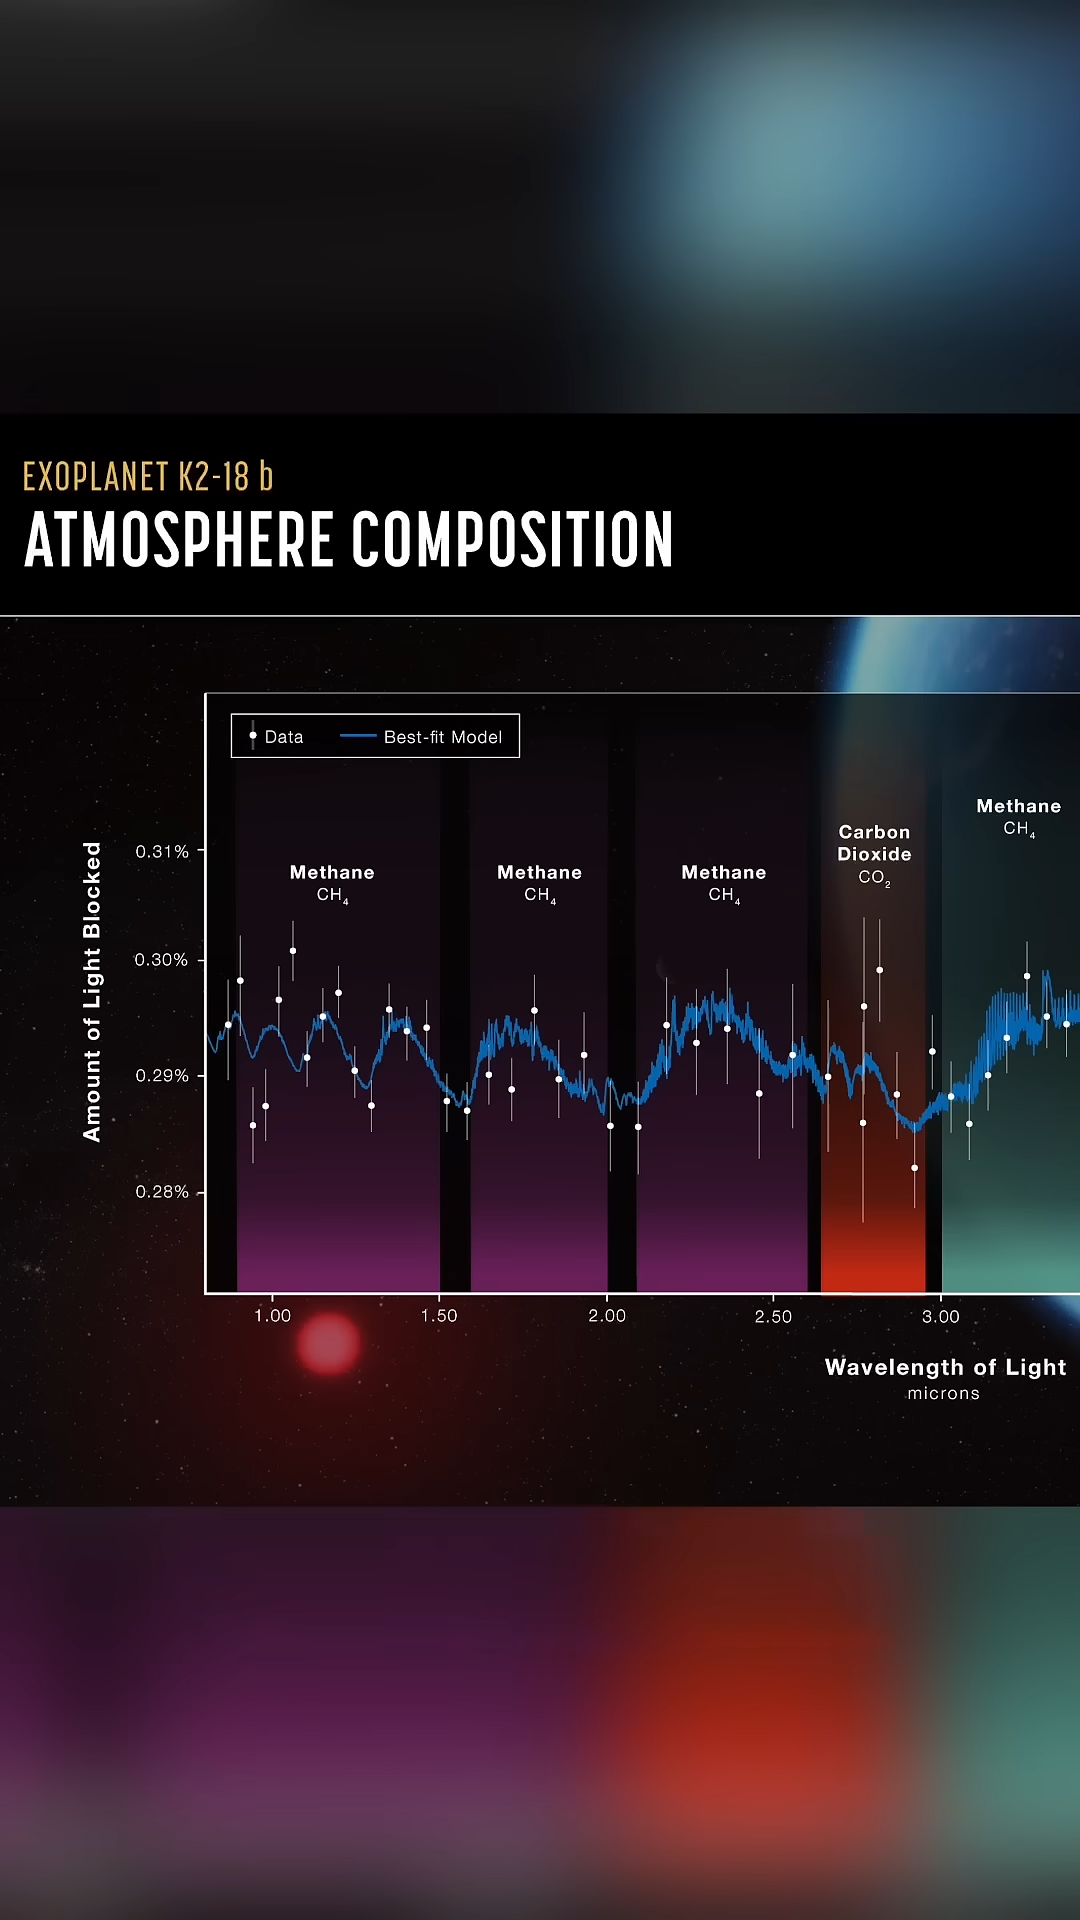 EXOPLANET K2-18 b
ATMOSPHERE COMPOSITION
Data
Best-fit Model
Methane
CH₄
Methane
CH₄
Methane
CH₄
Carbon
Dioxide
CO₂
Methane
CH₄
Amount of Light Blocked
0.31%
0.30%
0.29%
0.28%
1.00
1.50
2.00
2.50
3.00
Wavelength of Light
microns